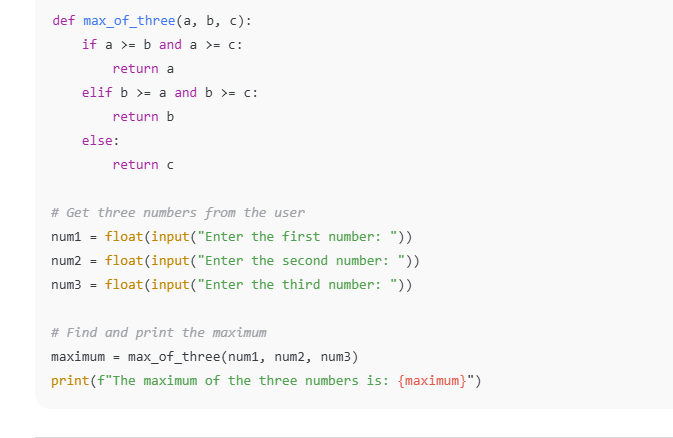 def max_of_three(a, b, c):
    if a >= b and a >= c:
        return a
    elif b >= a and b >= c:
        return b
    else:
        return c

# Get three numbers from the user
num1 = float(input("Enter the first number: "))
num2 = float(input("Enter the second number: "))
num3 = float(input("Enter the third number: "))

# Find and print the maximum
maximum = max_of_three(num1, num2, num3)
print(f"The maximum of the three numbers is: {maximum}")